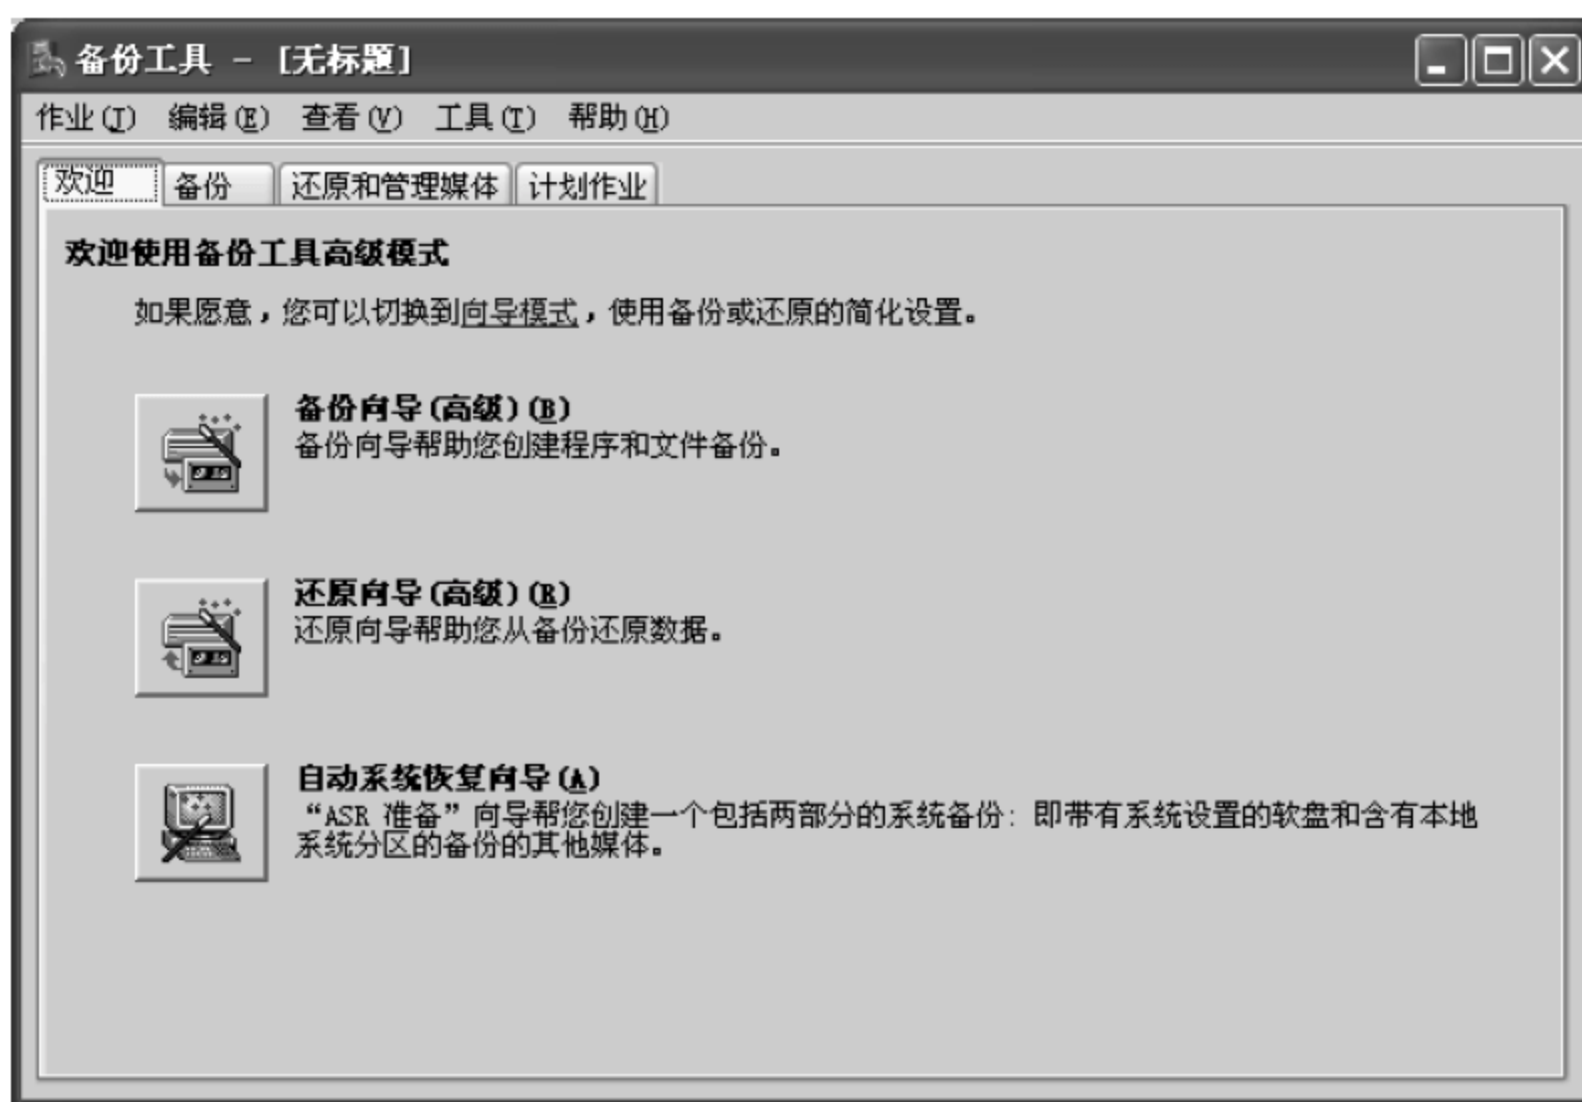 备份工具 - [无标题]
作业(J) 编辑(E) 查看(V) 工具(T) 帮助(H)
欢迎 备份 还原和管理媒体 计划作业
欢迎使用备份工具高级模式
如果愿意，您可以切换到向导模式，使用备份或还原的简化设置。
备份向导(高级)(B)
备份向导帮助您创建程序和文件备份。
还原向导(高级)(R)
还原向导帮助您从备份还原数据。
自动系统恢复向导(A)
“ASR 准备”向导帮您创建一个包括两部分的系统备份: 即带有系统设置的软盘和含有本地
系统分区的备份的其他媒体。